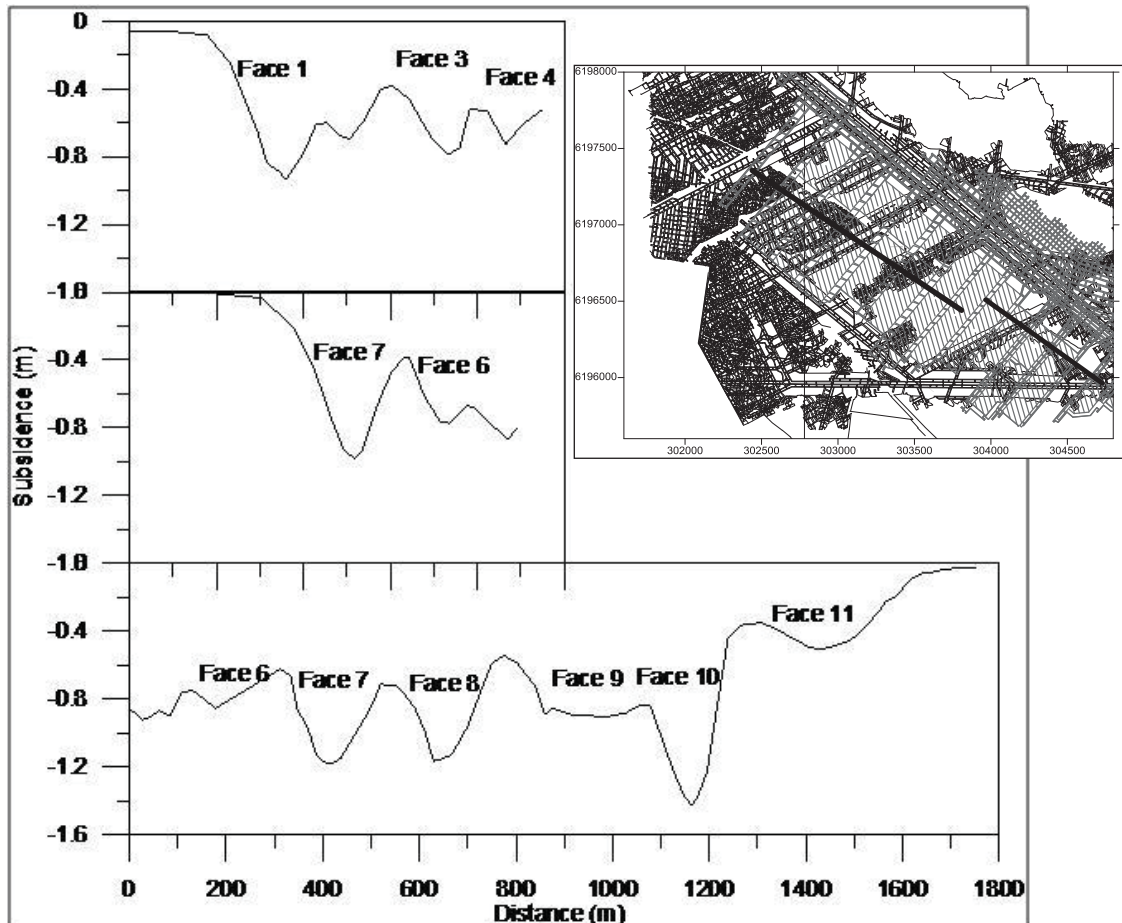 0
-0.4
-0.8
-1.2
-1.8
Face 1
Face 3
Face 4
-0.4
-0.8
-1.2
-1.8
Face 7
Face 6
Subsidence (m)
-0.4
-0.8
-1.2
-1.6
Face 6
Face 7
Face 8
Face 9
Face 10
Face 11
0
200
400
600
800
1000
1200
1400
1600
1800
Distance (m)
6198000
6197500
6197000
6196500
6196000
302000
302500
303000
303500
304000
304500